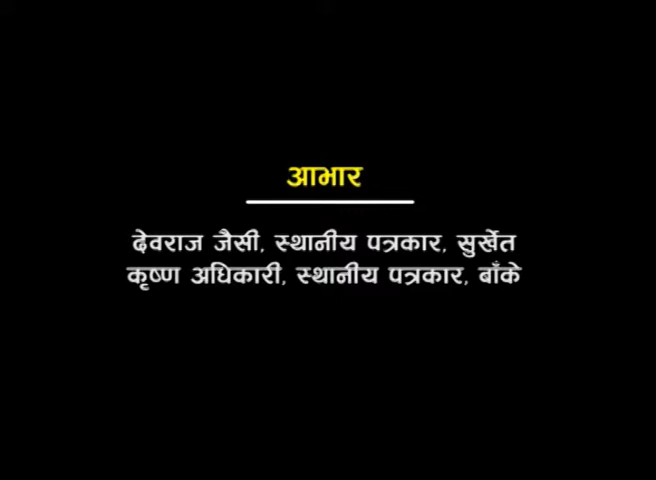 आभार
देवराज जैसी, स्थानीय पत्रकार, सुर्खेत
कृष्ण अधिकारी, स्थानीय पत्रकार, बाँके